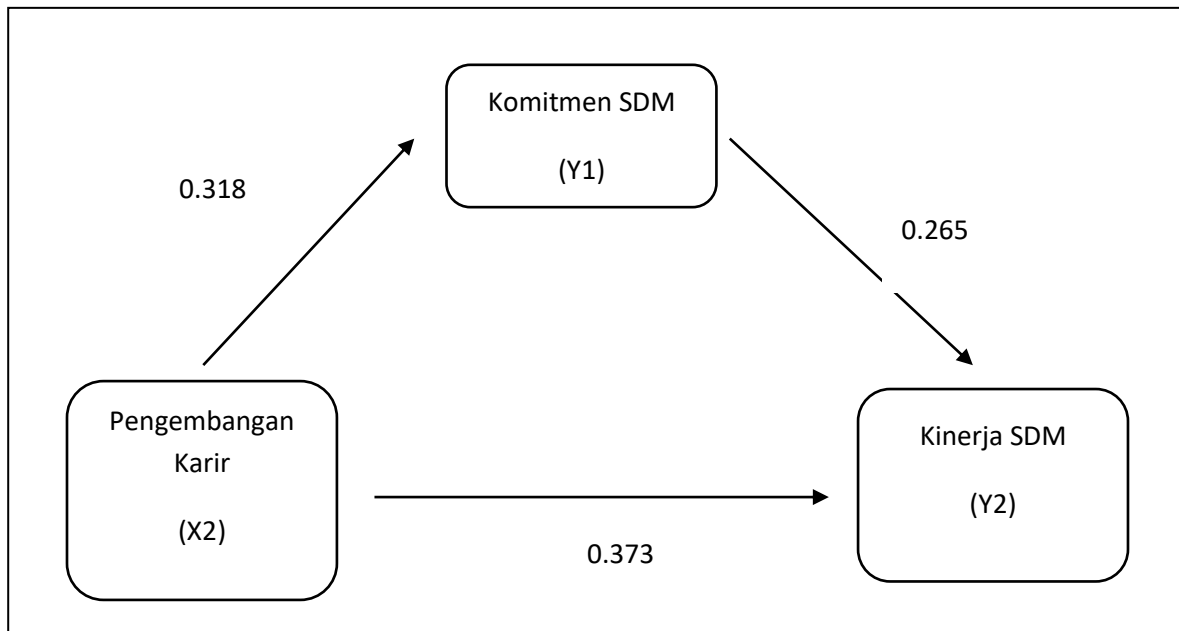 Komitmen SDM
(Y1)
0.318
0.265
Pengembangan
Karir
(X2)
Kinerja SDM
(Y2)
0.373